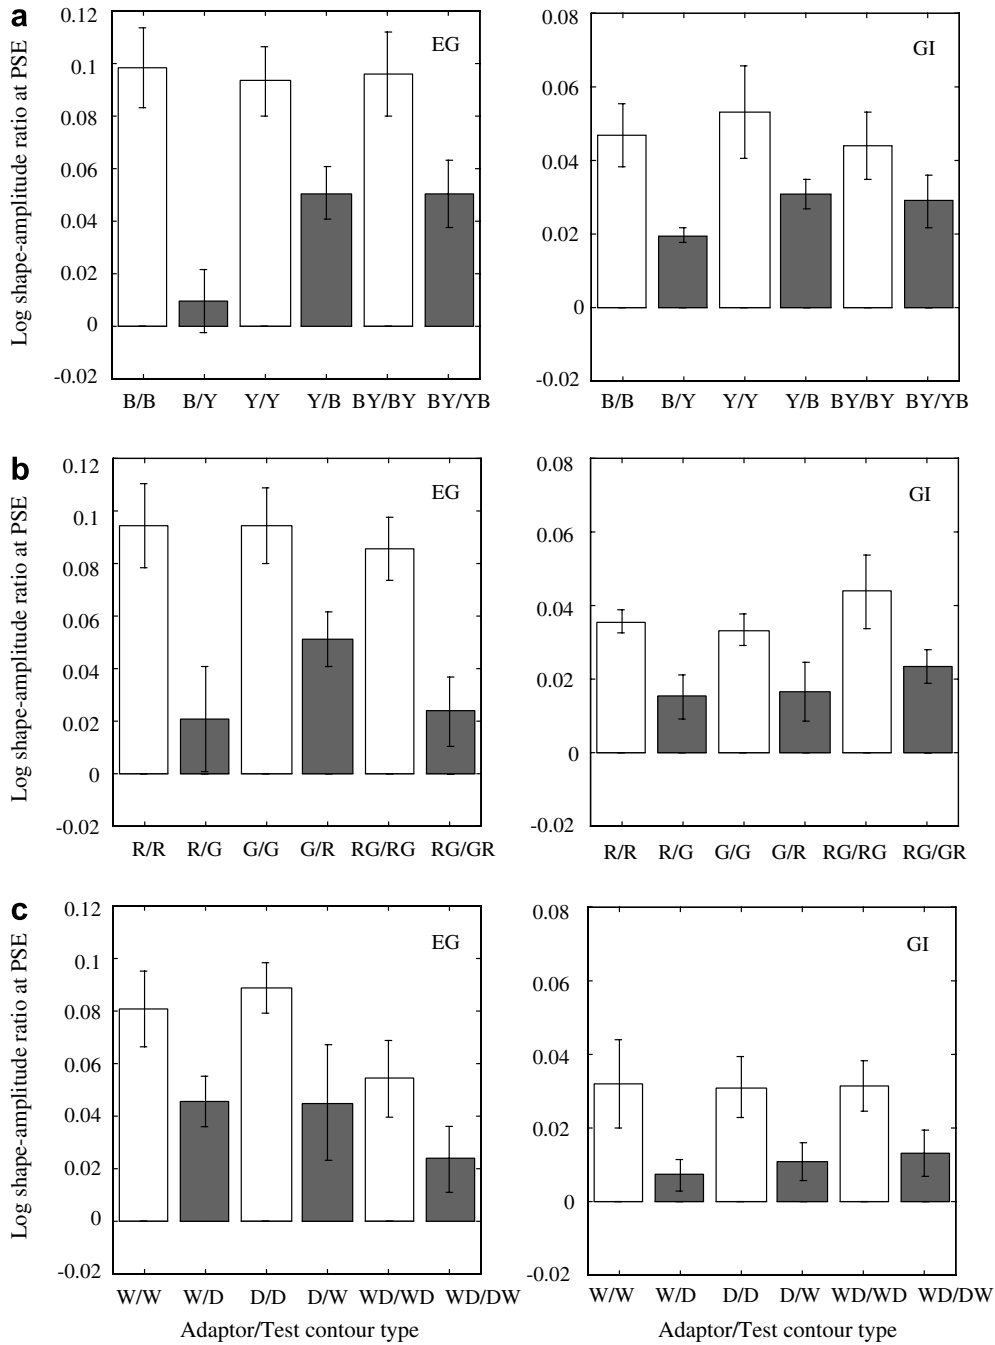 a
Log shape-amplitude ratio at PSE
0.12
0.1
0.08
0.06
0.04
0.02
0
-0.02
EG
B/B B/Y Y/Y Y/B BY/BY BY/YB
0.08
0.06
0.04
0.02
0
-0.02
GI
B/B B/Y Y/Y Y/B BY/BY BY/YB
b
Log shape-amplitude ratio at PSE
0.12
0.1
0.08
0.06
0.04
0.02
0
-0.02
EG
R/R R/G G/G G/R RG/RG RG/GR
0.08
0.06
0.04
0.02
0
-0.02
GI
R/R R/G G/G G/R RG/RG RG/GR
c
Log shape-amplitude ratio at PSE
0.12
0.1
0.08
0.06
0.04
0.02
0
-0.02
EG
W/W W/D D/D D/W WD/WD WD/DW
Adaptor/Test contour type
0.08
0.06
0.04
0.02
0
-0.02
GI
W/W W/D D/D D/W WD/WD WD/DW
Adaptor/Test contour type